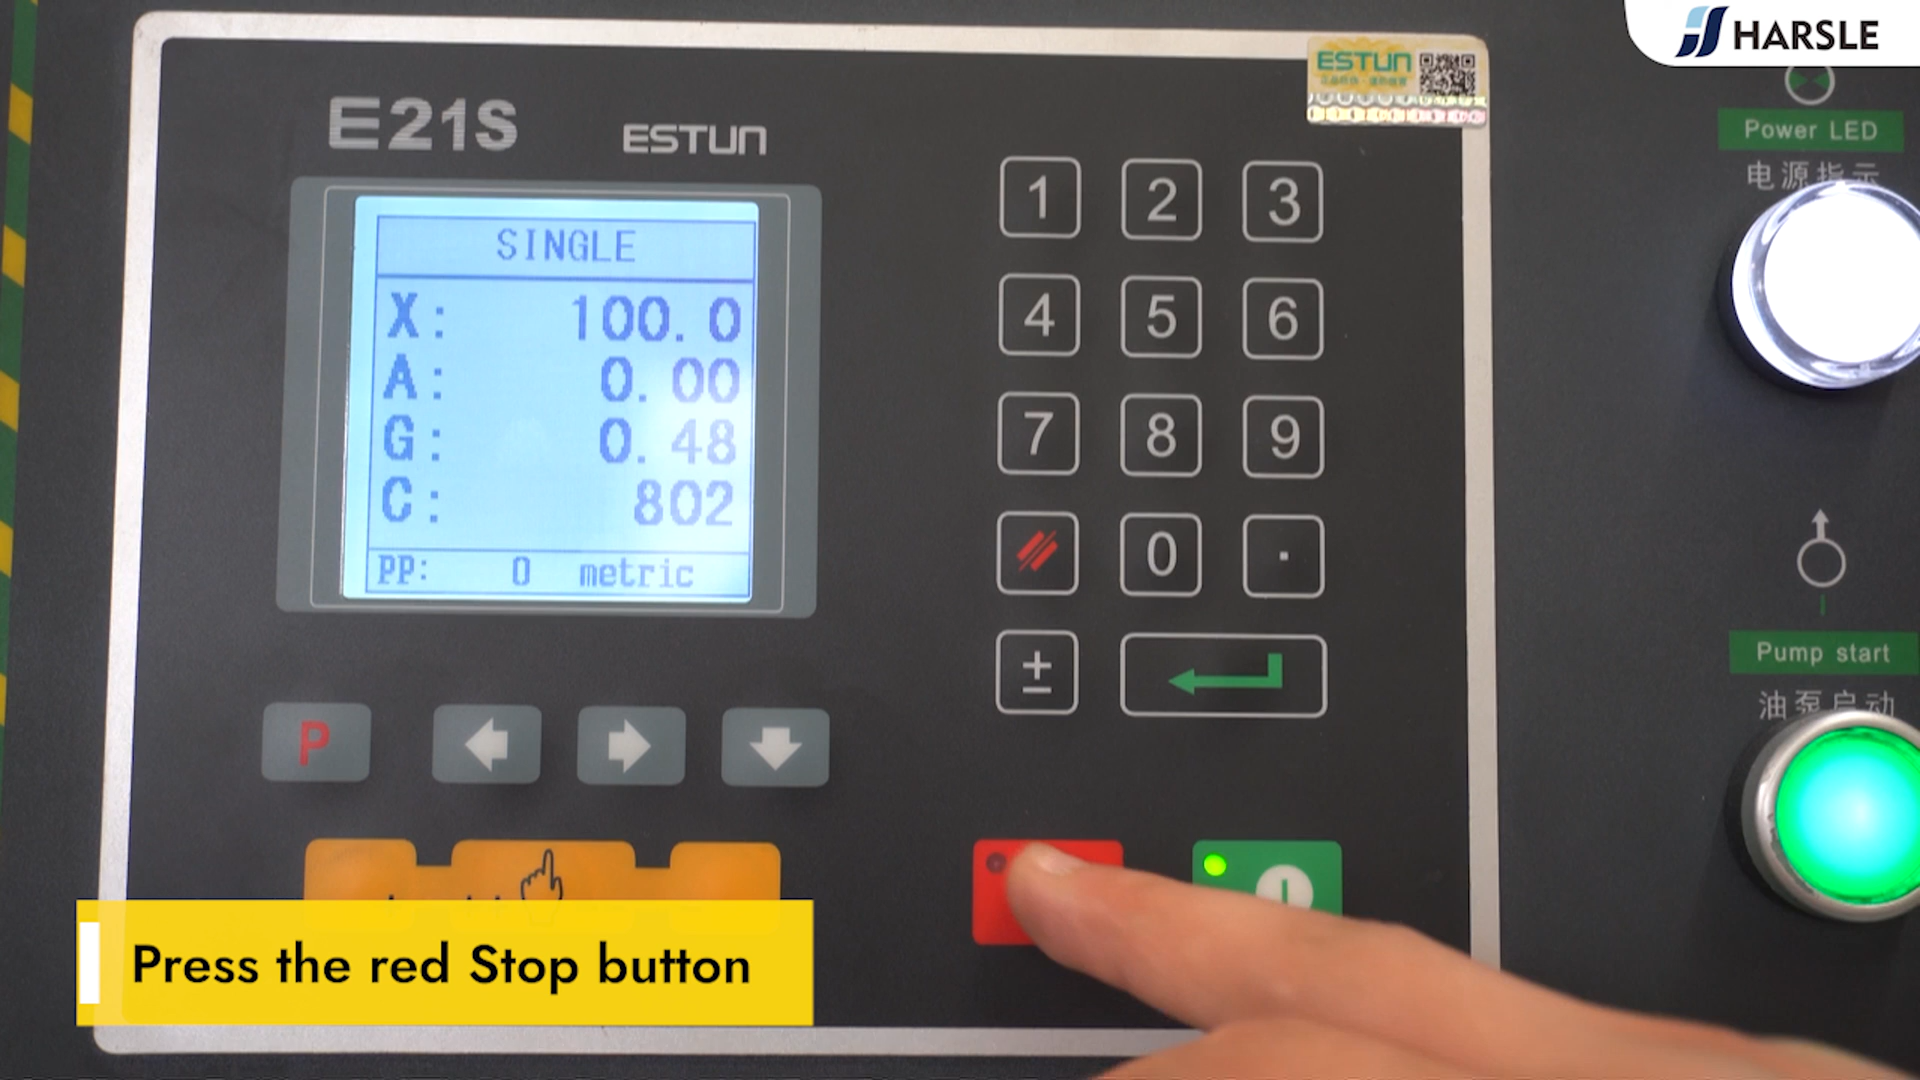 HARSLE
ESTUN
E21S
ESTUN
Power LED
电源指示
SINGLE
X: 100.0
A: 0.00
G: 0.48
C: 802
PP: 0 metric
1 2 3
4 5 6
7 8 9
0 .
±
P
Pump start
油泵启动
Press the red Stop button